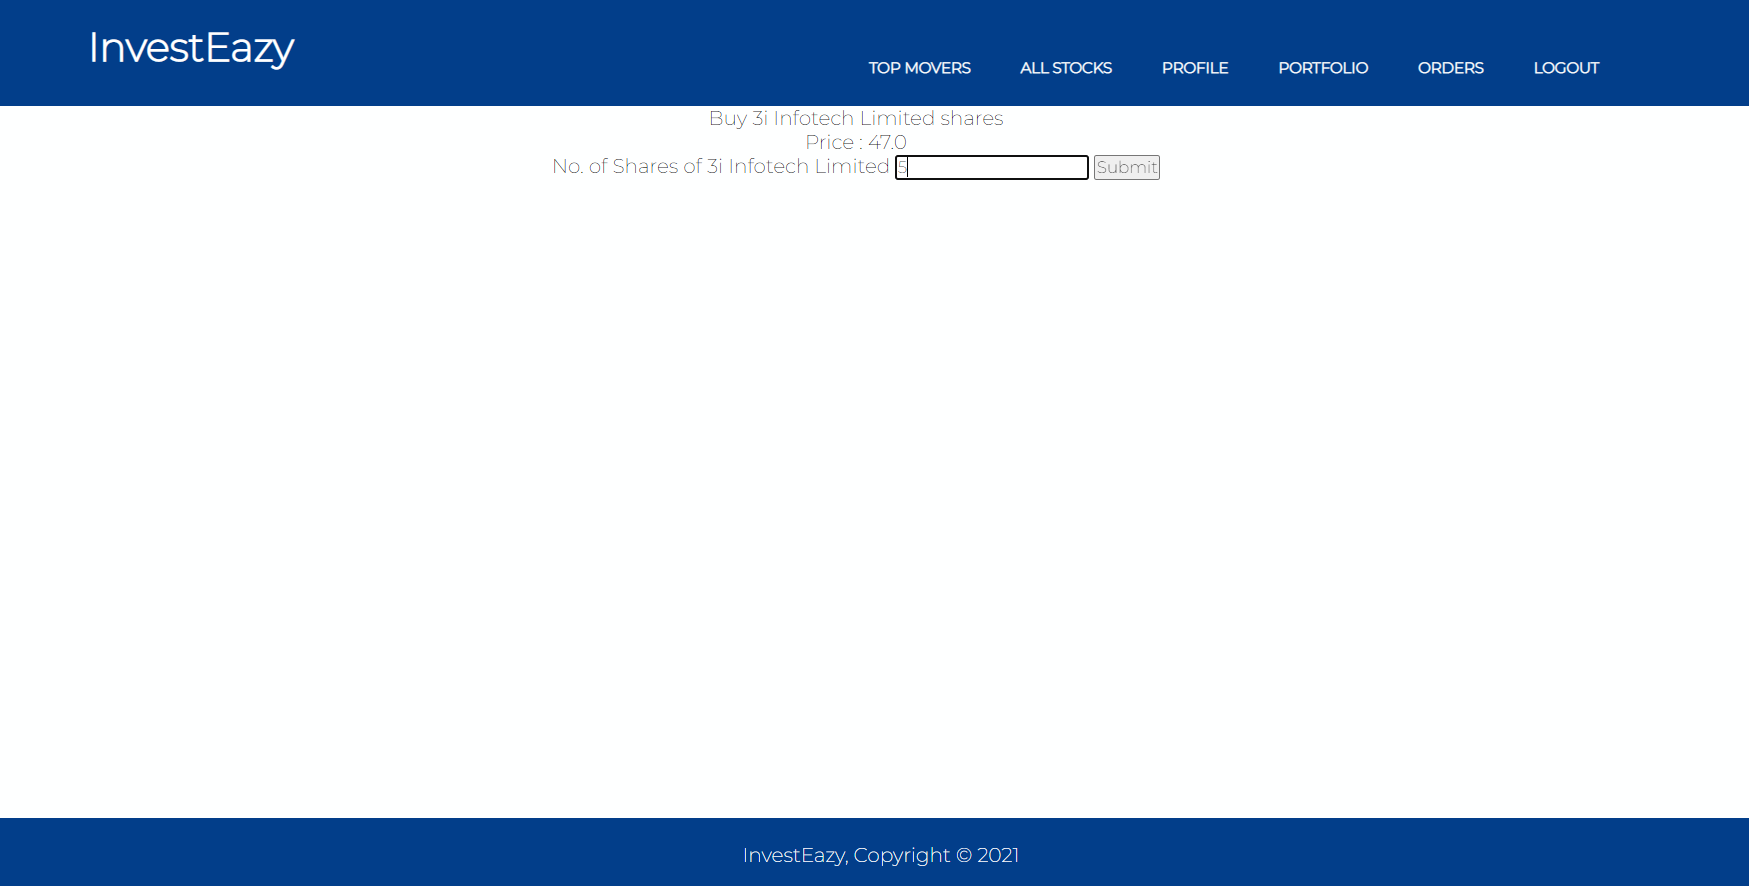 InvestEazy
TOP MOVERS ALL STOCKS PROFILE PORTFOLIO ORDERS LOGOUT
Buy 3i Infotech Limited shares
Price : 47.0
No. of Shares of 3i Infotech Limited 5 Submit
InvestEazy, Copyright © 2021